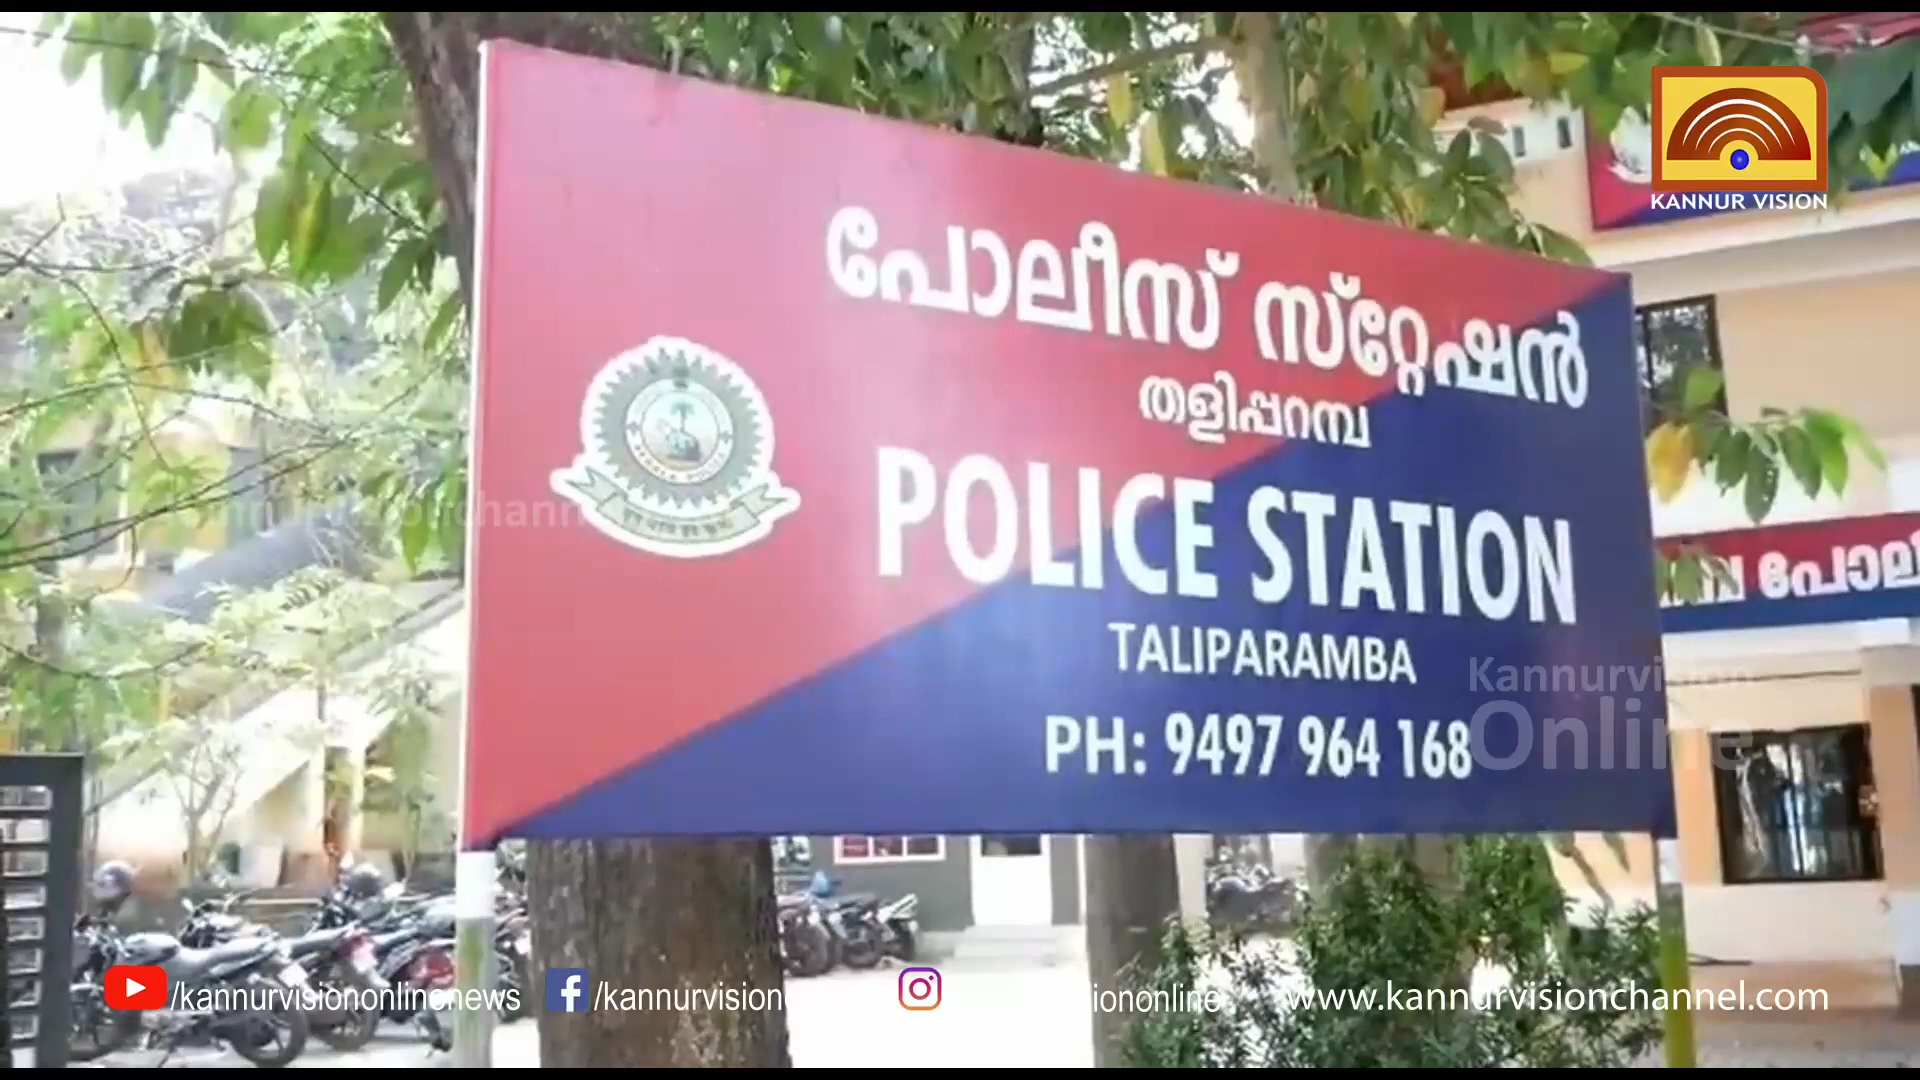 KANNUR VISION
പോലീസ് സ്റ്റേഷൻ
തളിപ്പറമ്പ
POLICE STATION
TALIPARAMBA
PH: 9497 964 168
പോലീ
Kannurvision
Online
/kannurvisiononlinenews
/kannurvision
www.kannurvisionchannel.com